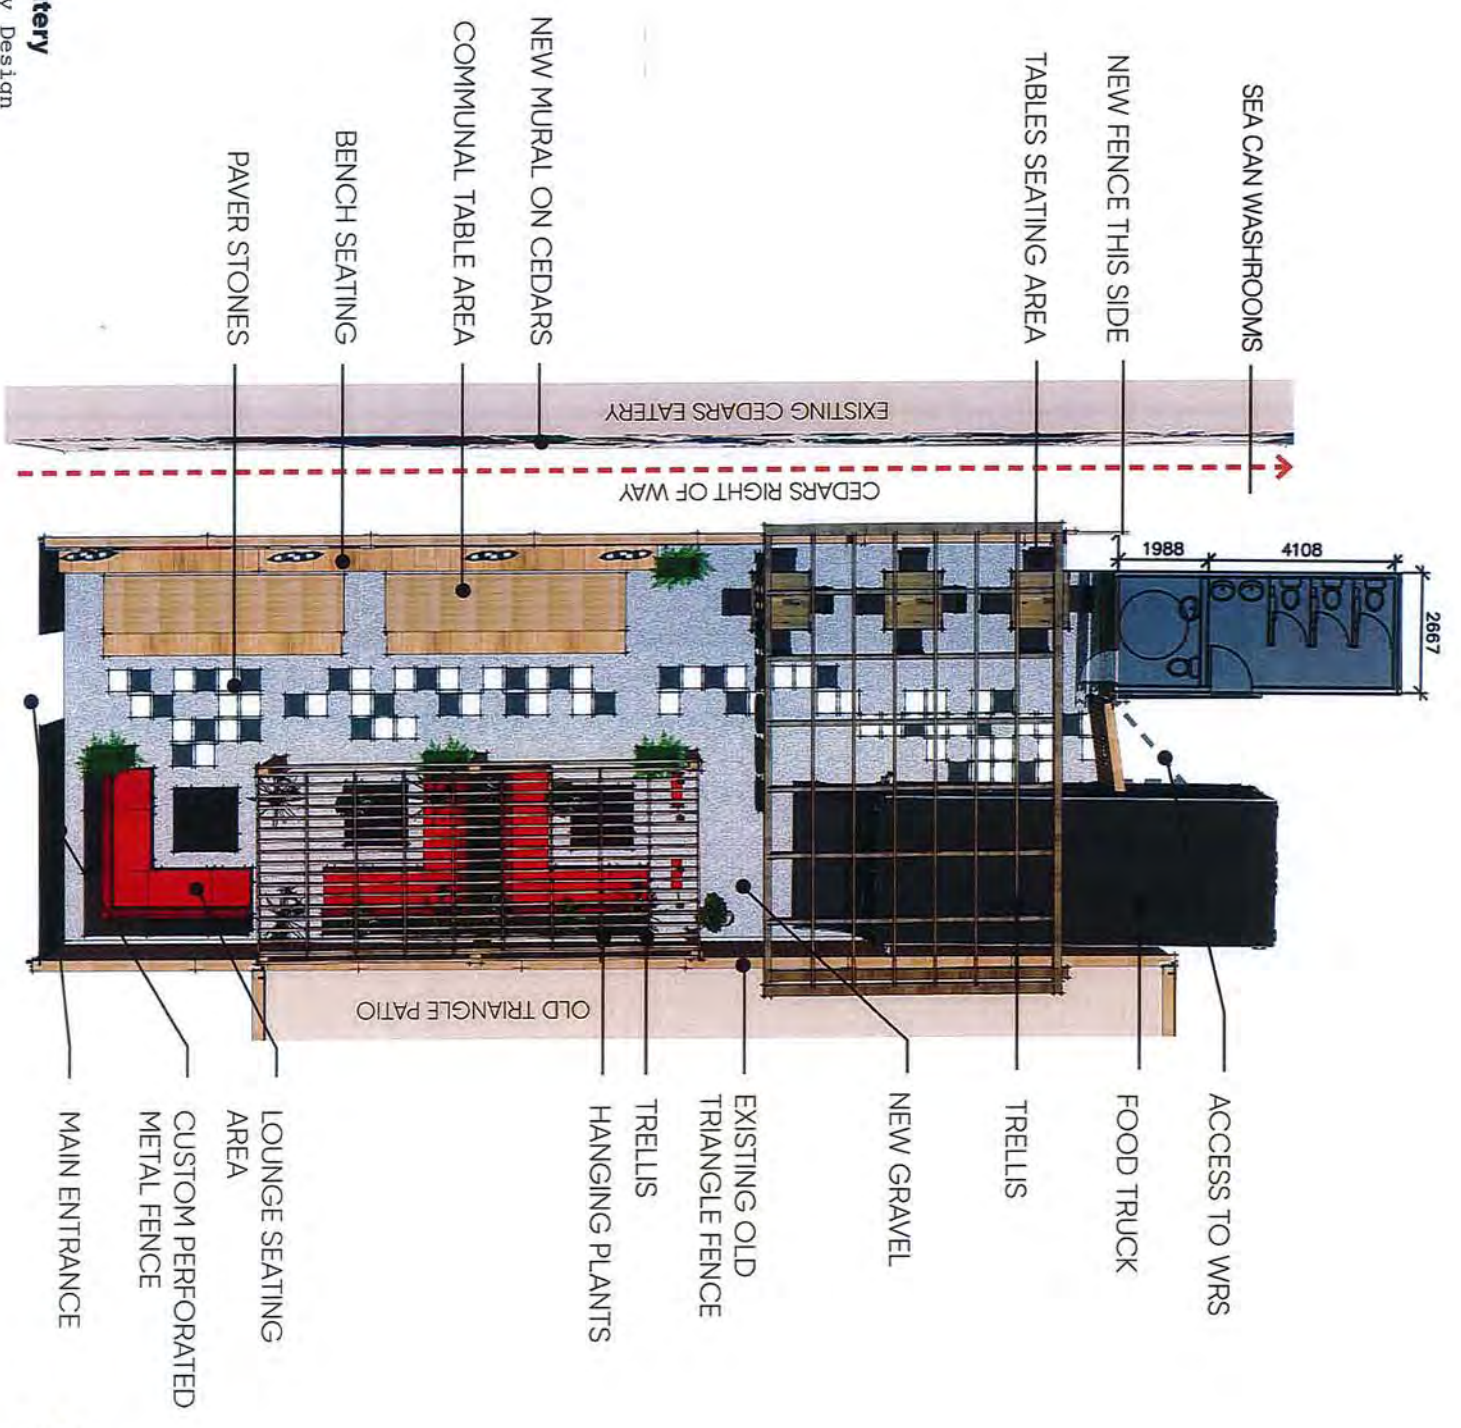 tery
y Design
SEA CAN WASHROOMS
NEW FENCE THIS SIDE
TABLES SEATING AREA
NEW MURAL ON CEDARS
COMMUNAL TABLE AREA
BENCH SEATING
PAVER STONES
EXISTING CEDARS EATERY
CEDARS RIGHT OF WAY
1988
4108
2667
OLD TRIANGLE PATIO
ACCESS TO WRS
FOOD TRUCK
TRELLIS
NEW GRAVEL
EXISTING OLD
TRIANGLE FENCE
TRELLIS
HANGING PLANTS
LOUNGE SEATING
AREA
CUSTOM PERFORATED
METAL FENCE
MAIN ENTRANCE